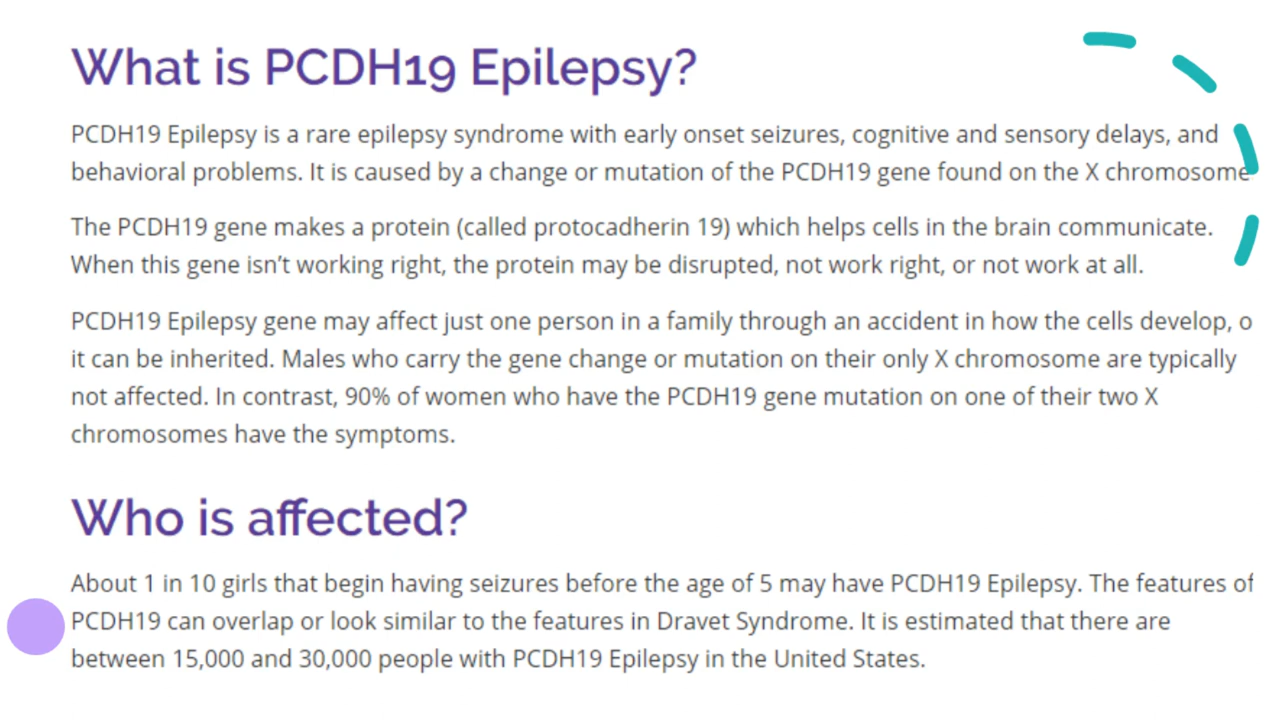 What is PCDH19 Epilepsy?
PCDH19 Epilepsy is a rare epilepsy syndrome with early onset seizures, cognitive and sensory delays, and
behavioral problems. It is caused by a change or mutation of the PCDH19 gene found on the X chromosome
The PCDH19 gene makes a protein (called protocadherin 19) which helps cells in the brain communicate.
When this gene isn’t working right, the protein may be disrupted, not work right, or not work at all.
PCDH19 Epilepsy gene may affect just one person in a family through an accident in how the cells develop, o
it can be inherited. Males who carry the gene change or mutation on their only X chromosome are typically
not affected. In contrast, 90% of women who have the PCDH19 gene mutation on one of their two X
chromosomes have the symptoms.
Who is affected?
About 1 in 10 girls that begin having seizures before the age of 5 may have PCDH19 Epilepsy. The features of
PCDH19 can overlap or look similar to the features in Dravet Syndrome. It is estimated that there are
between 15,000 and 30,000 people with PCDH19 Epilepsy in the United States.